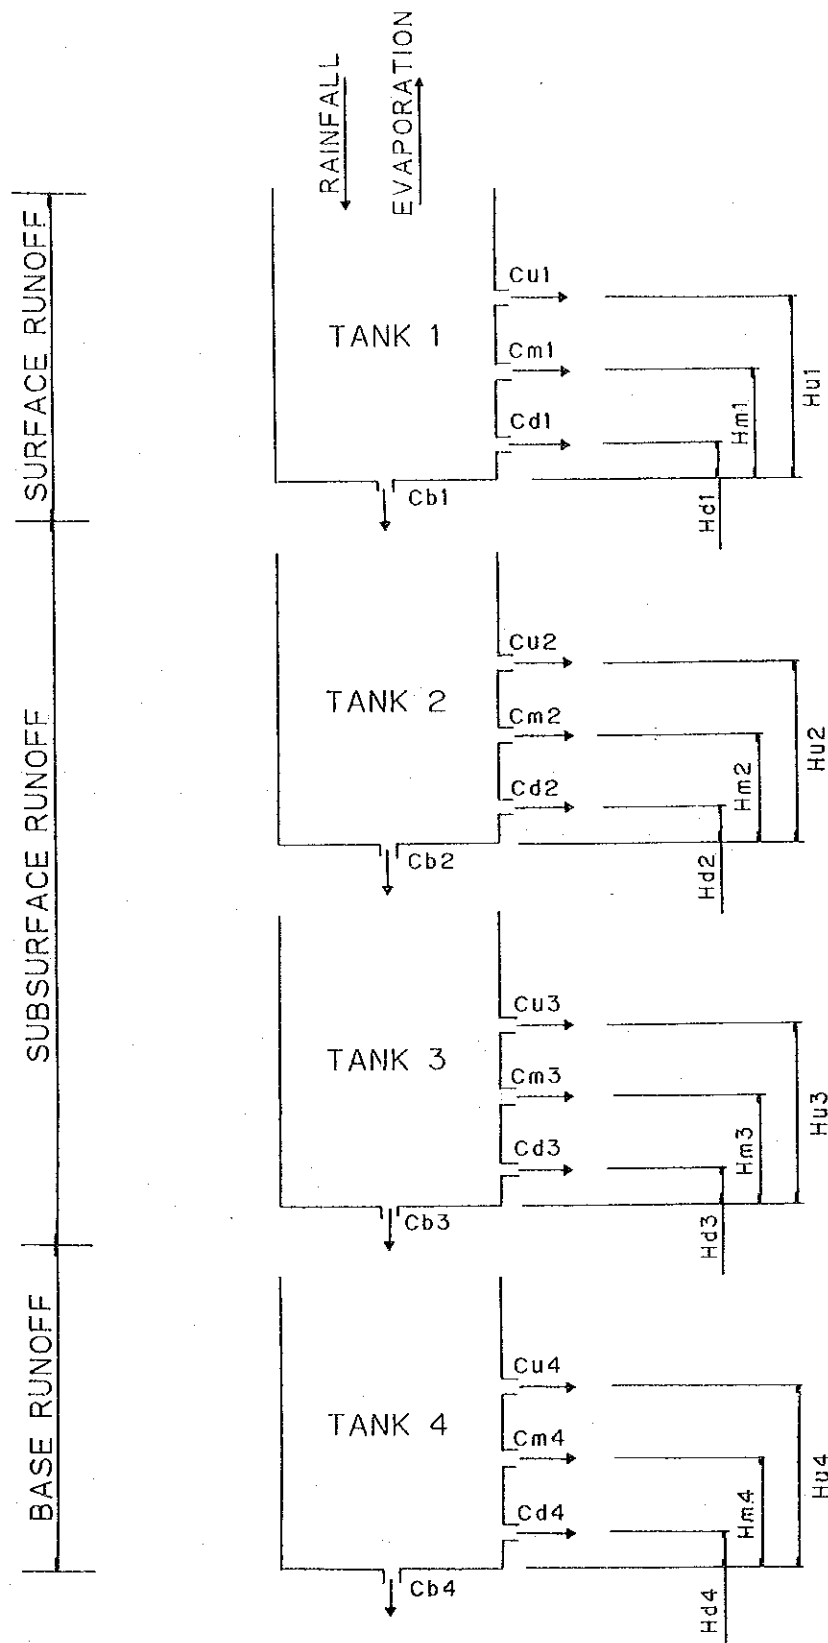 RAINFALL
EVAPORATION
SURFACE RUNOFF
TANK 1
Cu1
Cm1
Cd1
Cb1
Hu1
Hm1
Hd1
SUBSURFACE RUNOFF
TANK 2
Cu2
Cm2
Cd2
Cb2
Hu2
Hm2
Hd2
TANK 3
Cu3
Cm3
Cd3
Cb3
Hu3
Hm3
Hd3
BASE RUNOFF
TANK 4
Cu4
Cm4
Cd4
Cb4
Hu4
Hm4
Hd4